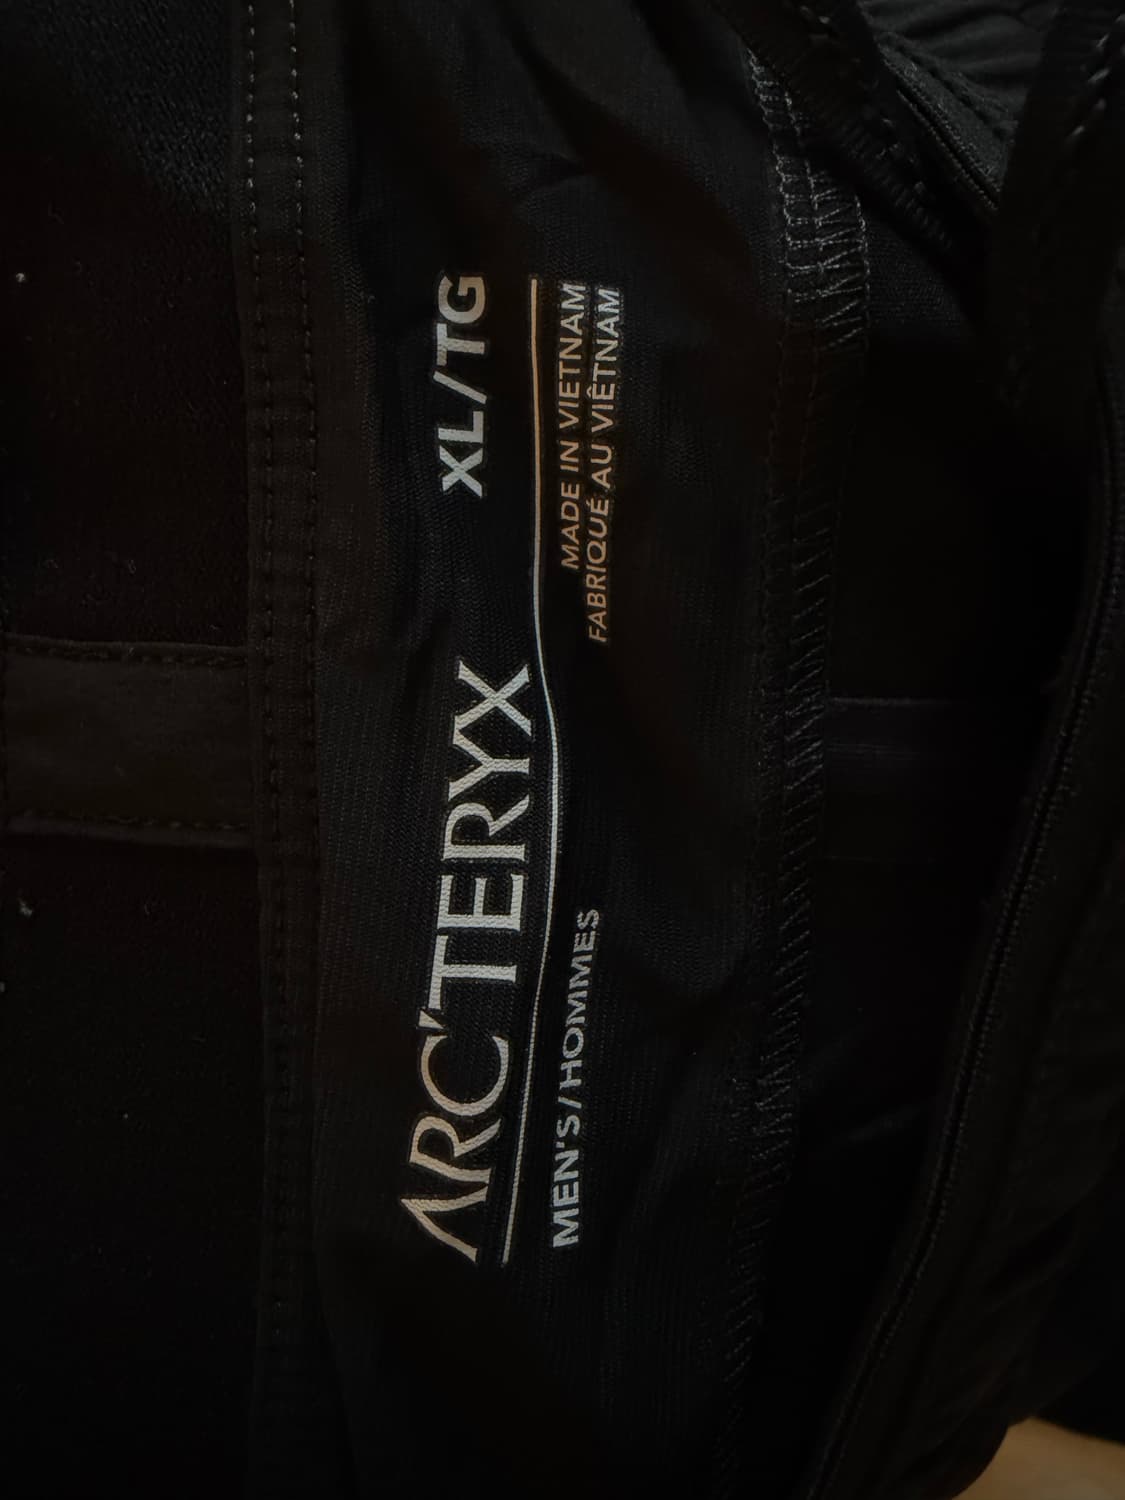 ARC'TERYX XL/TG
MEN'S/HOMMES MADE IN VIETNAM
FABRIQUÉ AU VIÊTNAM